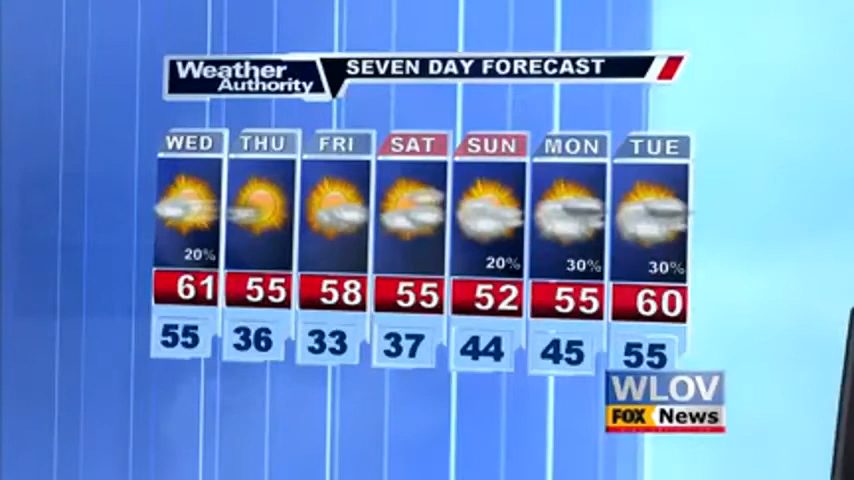 Weather
Authority
SEVEN DAY FORECAST
WED THU FRI SAT SUN MON TUE
20% 20% 30% 30%
61 55 58 55 52 55 60
55 36 33 37 44 45 55
WLOV
FOX News